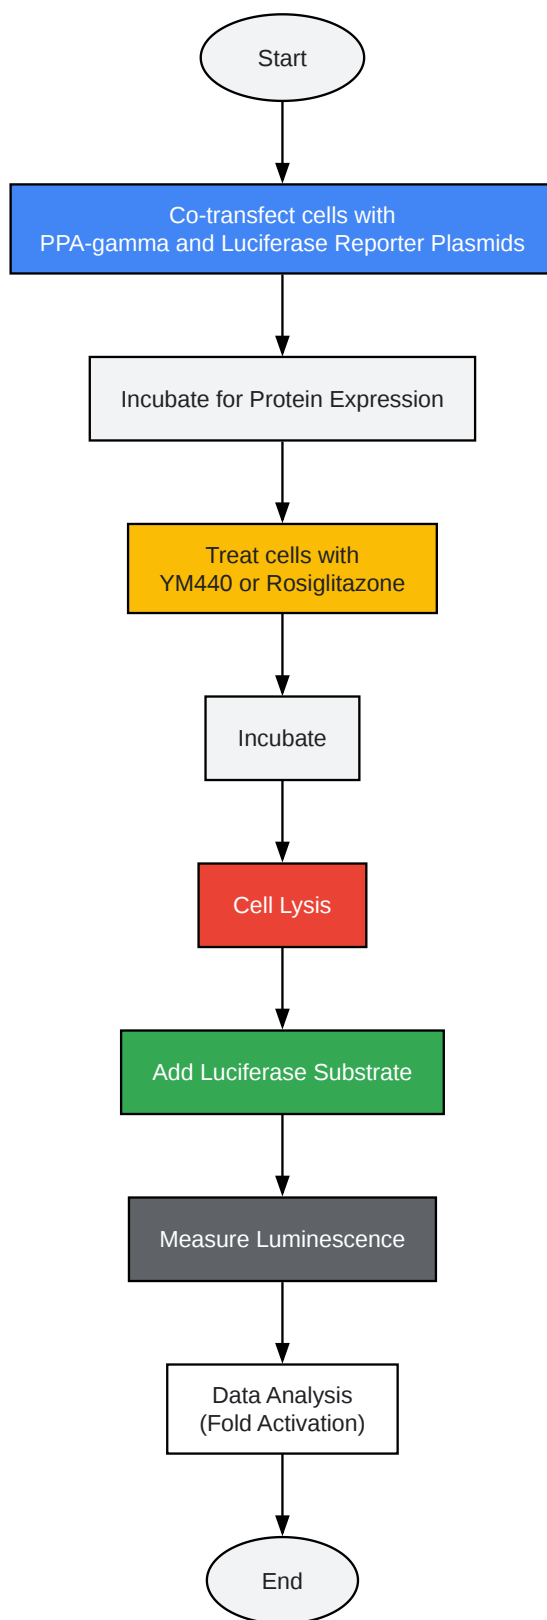 Start
Co-transfect cells with
PPA-gamma and Luciferase Reporter Plasmids
Incubate for Protein Expression
Treat cells with
YM440 or Rosiglitazone
Incubate
Cell Lysis
Add Luciferase Substrate
Measure Luminescence
Data Analysis
(Fold Activation)
End